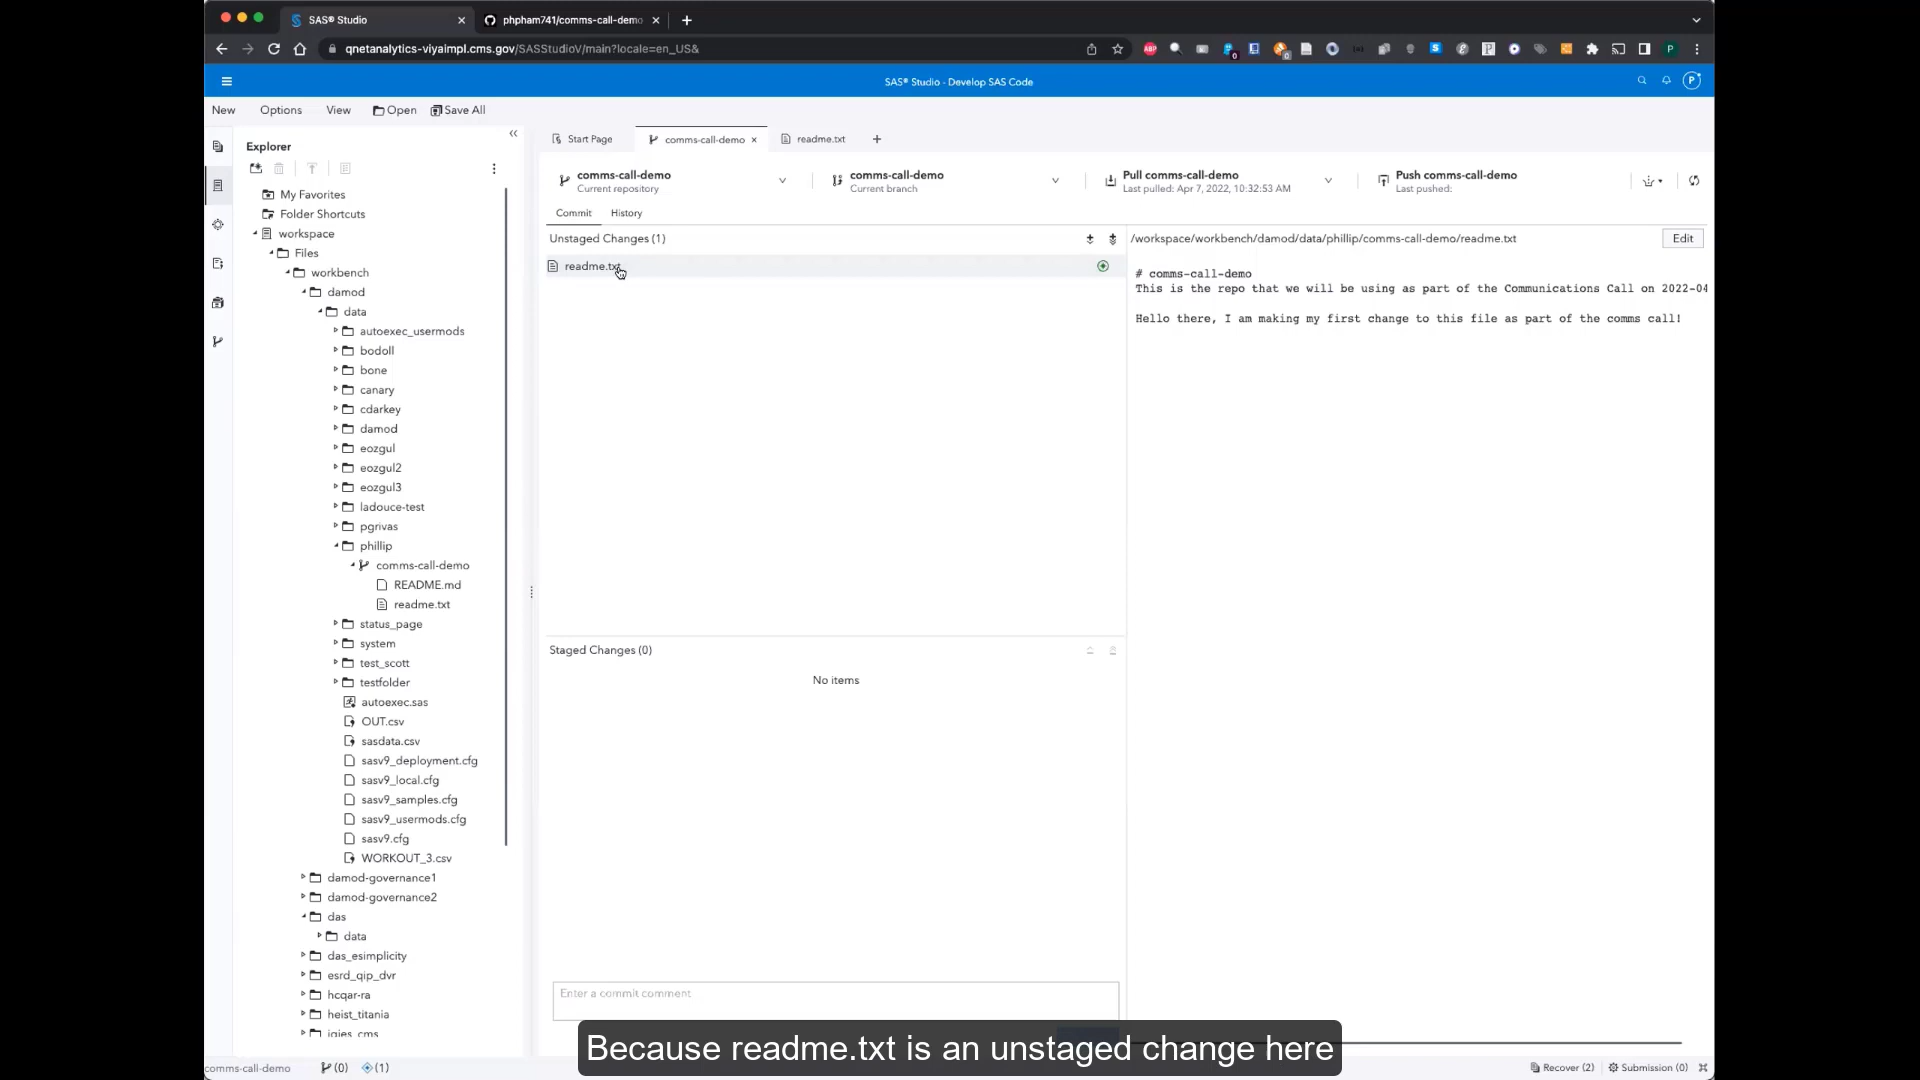 SAS® Studio
phpham741/comms-call-demo
qnetanalytics-viyaimpl.cms.gov/SASStudioV/main?locale=en_US&
SAS® Studio - Develop SAS Code
New Options View Open Save All
Explorer
Start Page
comms-call-demo
readme.txt
My Favorites
Folder Shortcuts
workspace
Files
workbench
damod
data
autoexec_usermods
bodoll
bone
canary
cdarkey
damod
eozgul
eozgul2
eozgul3
ladouce-test
pgrivas
phillip
comms-call-demo
README.md
readme.txt
status_page
system
test_scott
testfolder
autoexec.sas
OUT.csv
sasdata.csv
sasv9_deployment.cfg
sasv9_local.cfg
sasv9_samples.cfg
sasv9_usermods.cfg
sasv9.cfg
WORKOUT_3.csv
damod-governance1
damod-governance2
das
data
das_esimplicity
esrd_qip_dvr
hcqar-ra
heist_titania
iqies_cms
comms-call-demo
Current repository
comms-call-demo
Current branch
Pull comms-call-demo
Last pulled: Apr 7, 2022, 10:32:53 AM
Push comms-call-demo
Last pushed:
Commit History
Unstaged Changes (1)
readme.txt
Staged Changes (0)
No items
Enter a commit comment
/workspace/workbench/damod/data/phillip/comms-call-demo/readme.txt
Edit
# comms-call-demo
This is the repo that we will be using as part of the Communications Call on 2022-04
Hello there, I am making my first change to this file as part of the comms call!
Because readme.txt is an unstaged change here
comms-call-demo (0) (1)
Recover (2) Submission (0)